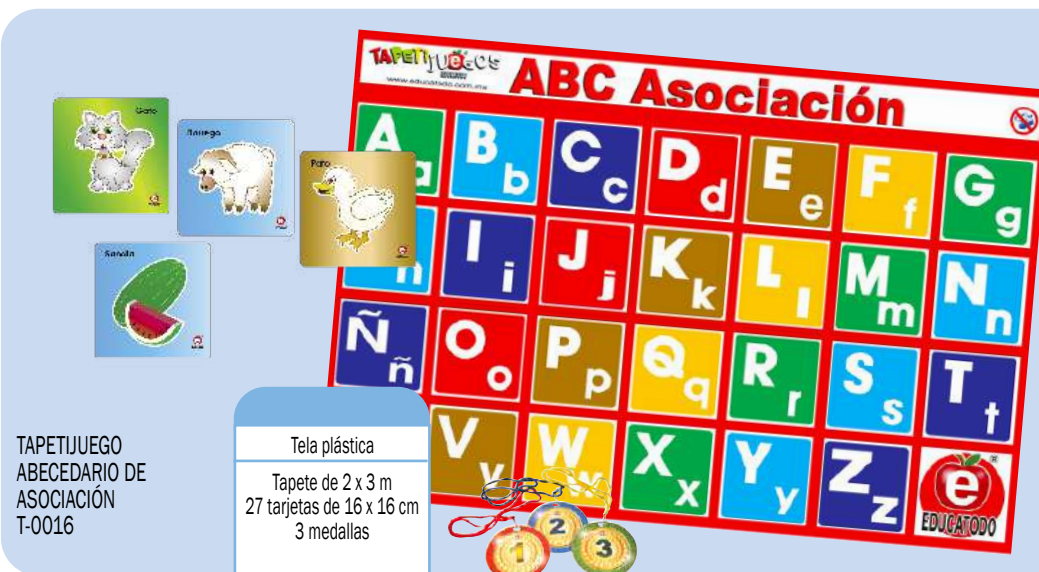 TAPETIJUEGOS
www.educatodo.com.mx
ABC Asociación
Gato
Borrego
Pato
Sandía
A a
B b
C c
D d
E e
F f
G g
h
I i
J j
K k
L l
M m
N n
Ñ ñ
O o
P p
Q q
R r
S s
T t
V v
W w
X x
Y y
Z z
e
®
EDUCATODO
TAPETIJUEGO
ABECEDARIO DE
ASOCIACIÓN
T-0016
Tela plástica
Tapete de 2 x 3 m
27 tarjetas de 16 x 16 cm
3 medallas
1
2
3